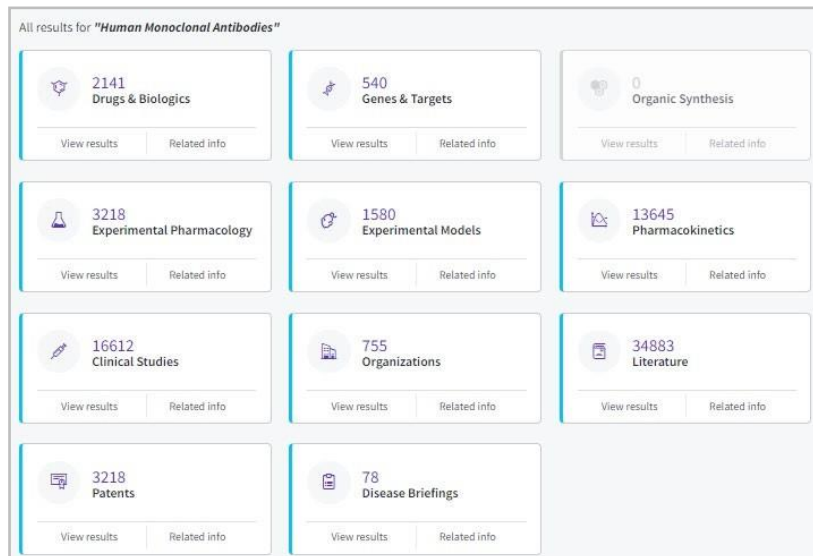 All results for "Human Monoclonal Antibodies"
2141
Drugs & Biologics
View results
Related info
540
Genes & Targets
View results
Related info
0
Organic Synthesis
View results
Related info
3218
Experimental Pharmacology
View results
Related info
1580
Experimental Models
View results
Related info
13645
Pharmacokinetics
View results
Related info
16612
Clinical Studies
View results
Related info
755
Organizations
View results
Related info
34883
Literature
View results
Related info
3218
Patents
View results
Related info
78
Disease Briefings
View results
Related info